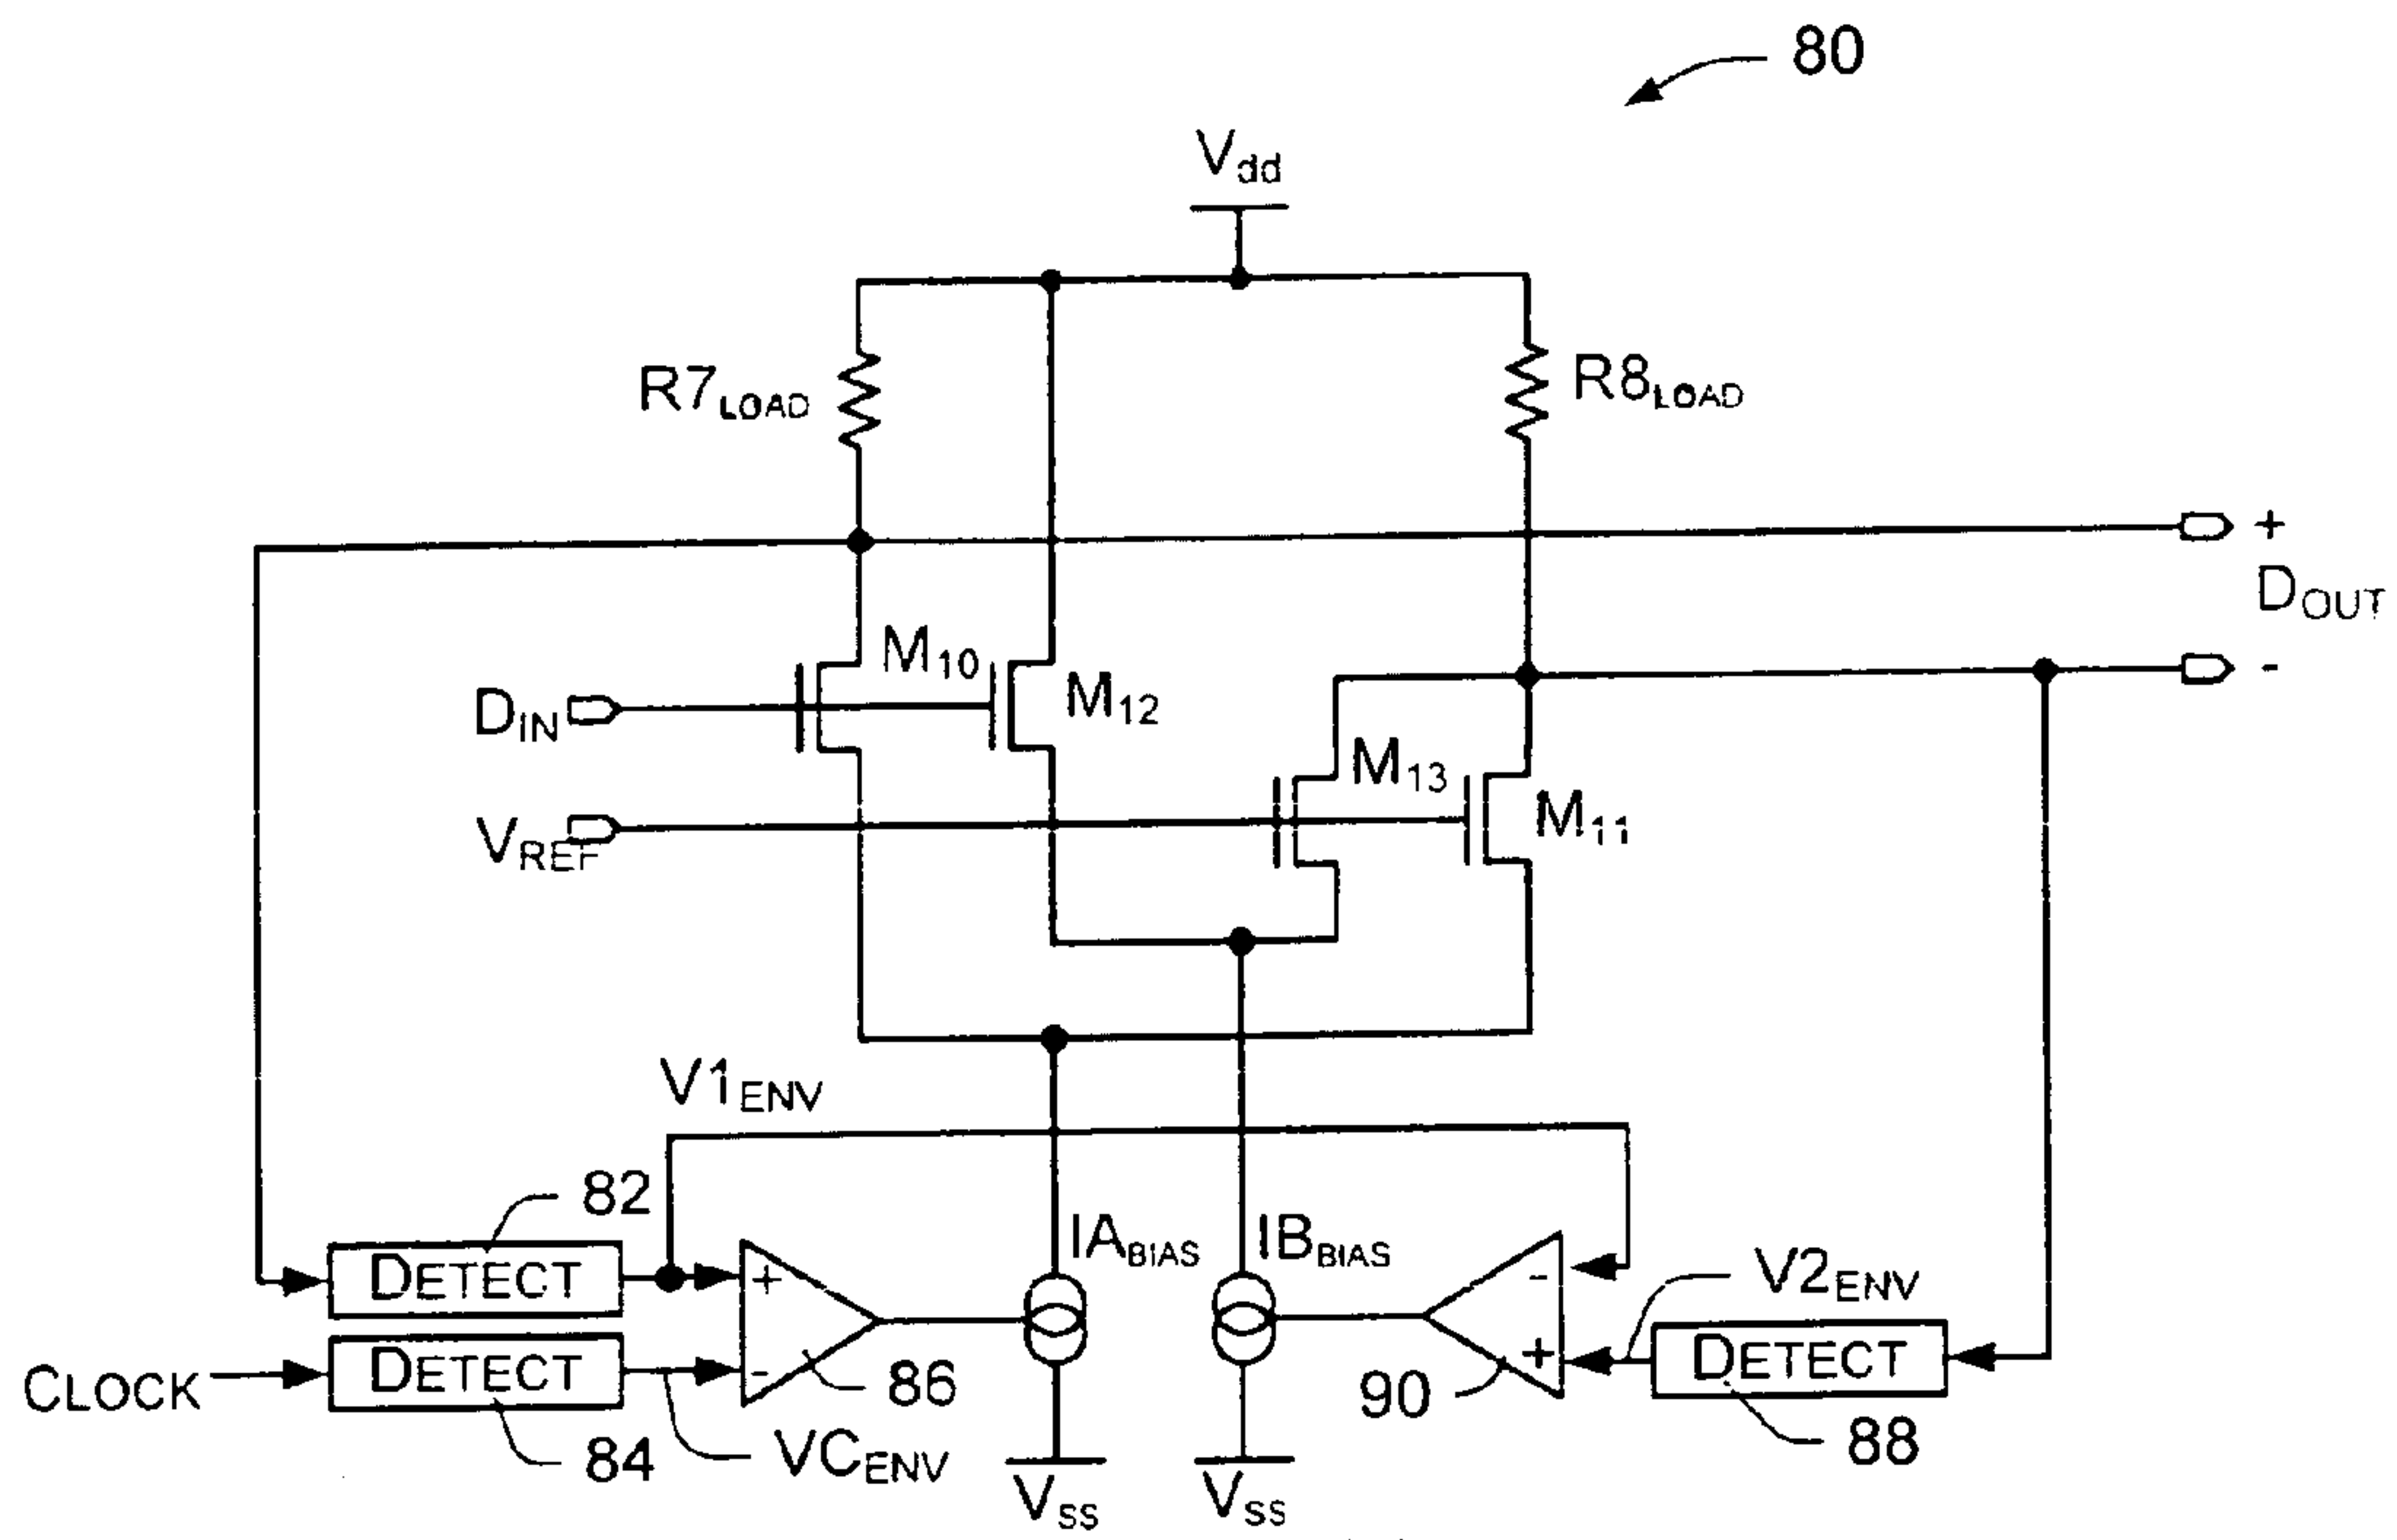 80
Vdd
R7LOAD
R8LOAD
+
DOUT
-
M10
M12
DIN
M13
M11
VREF
V1ENV
82
DETECT
+
IABIAS
IBBIAS
-
V2ENV
CLOCK
DETECT
-
86
90
+
DETECT
84
VCENV
88
VSS
VSS